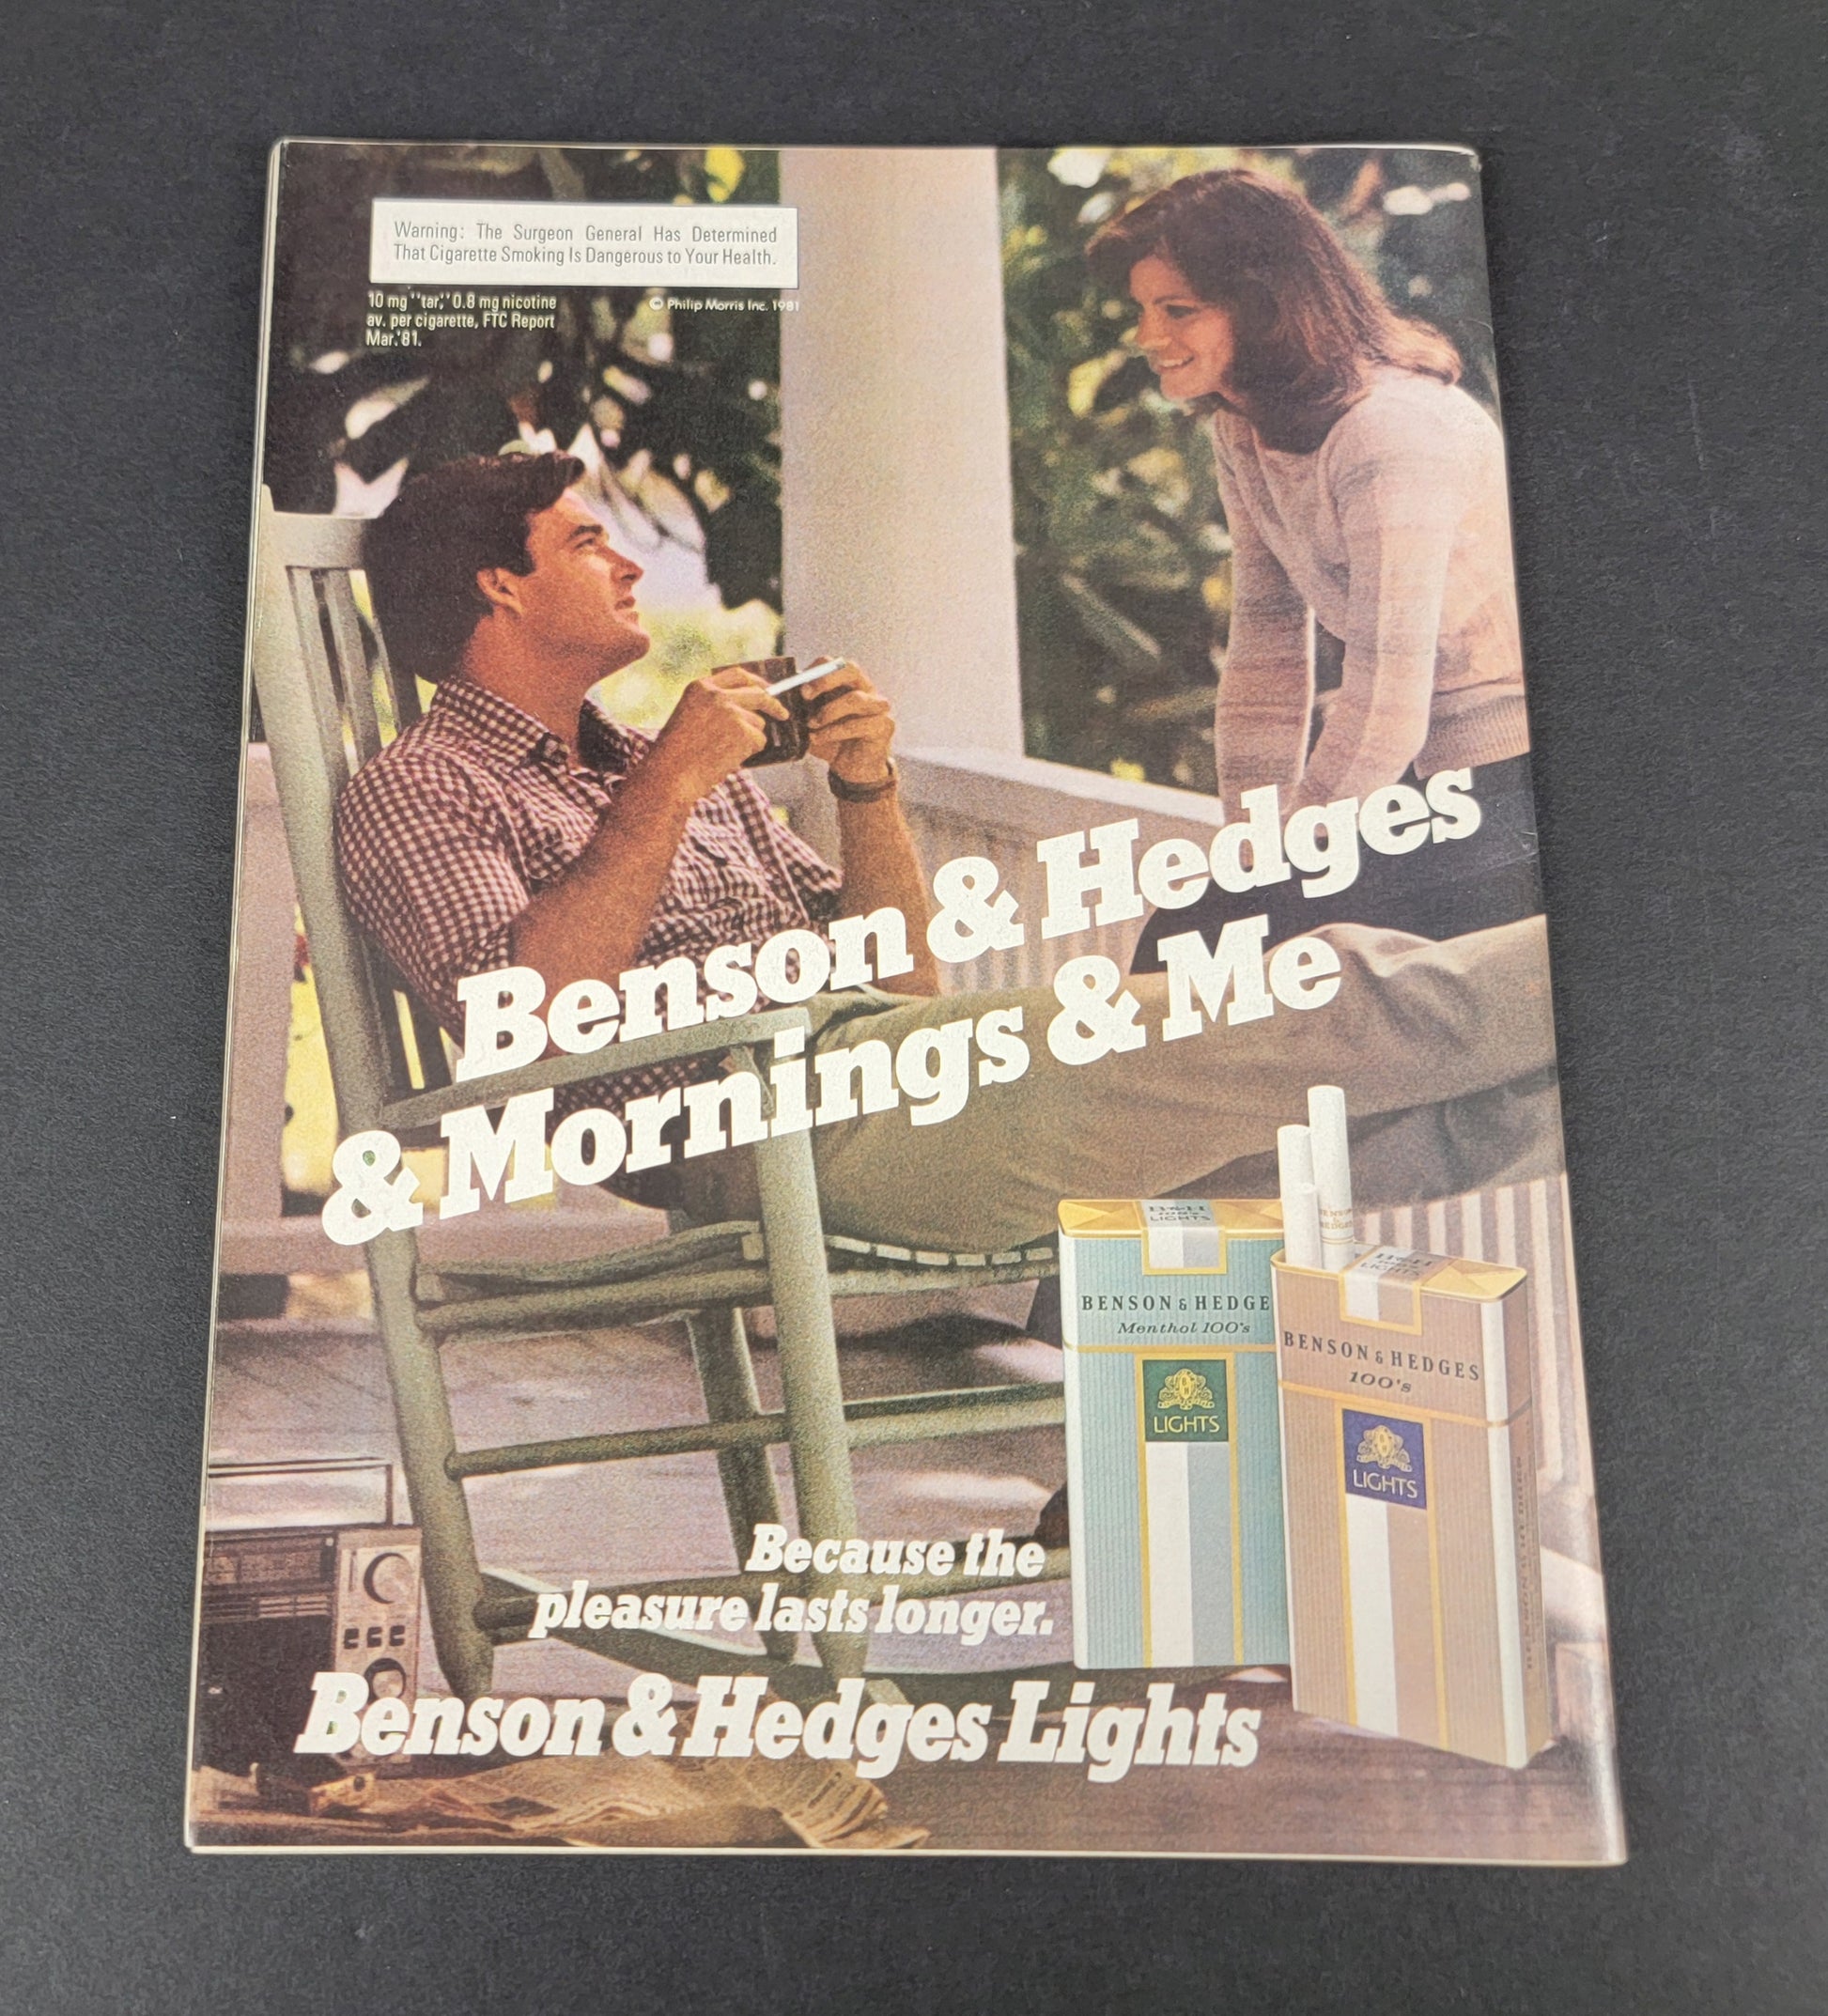 Warning: The Surgeon General Has Determined
That Cigarette Smoking Is Dangerous to Your Health.
10 mg "tar," 0.8 mg nicotine
av. per cigarette, FTC Report
Mar.'81.
© Philip Morris Inc. 1981
Benson & Hedges
& Mornings & Me
B&H
100's
LIGHTS
BENSON & HEDGE
Menthol 100's
LIGHTS
BENSON & HEDGES
100's
LIGHTS
Because the
pleasure lasts longer.
Benson & Hedges Lights